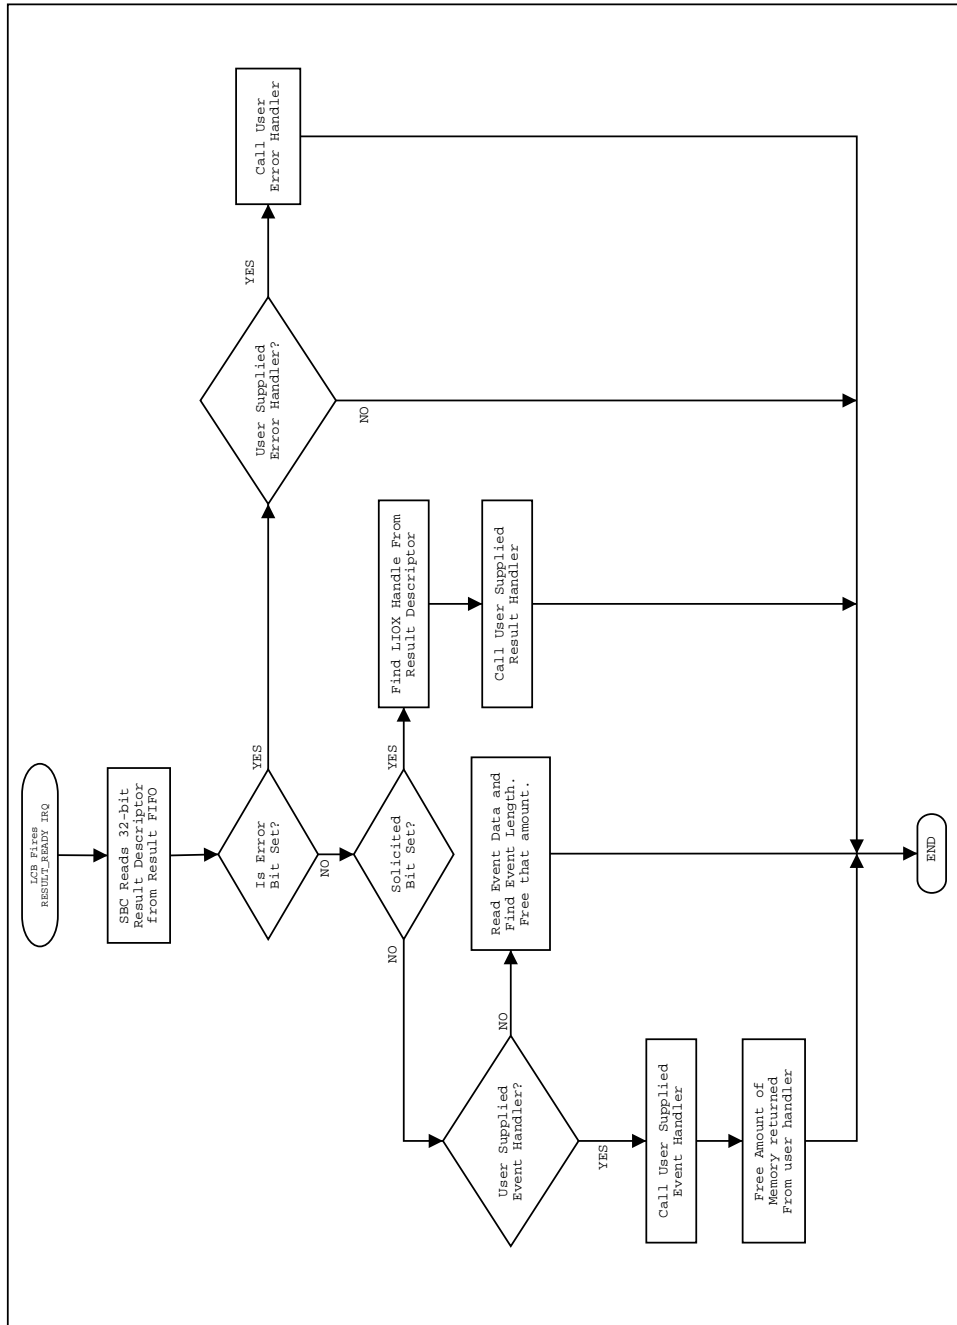 LCB Fires
RESULT_READY IRQ
SBC Reads 32-bit
Result Descriptor
from Result FIFO
Is Error
Bit Set?
YES
NO
User Supplied
Error Handler?
YES
NO
Call User
Error Handler
Solicited
Bit Set?
YES
NO
Find LIOX Handle From
Result Descriptor
Call User Supplied
Result Handler
User Supplied
Event Handler?
NO
YES
Read Event Data and
Find Event Length.
Free that amount.
Call User Supplied
Event Handler
Free Amount of
Memory returned
From user handler
END